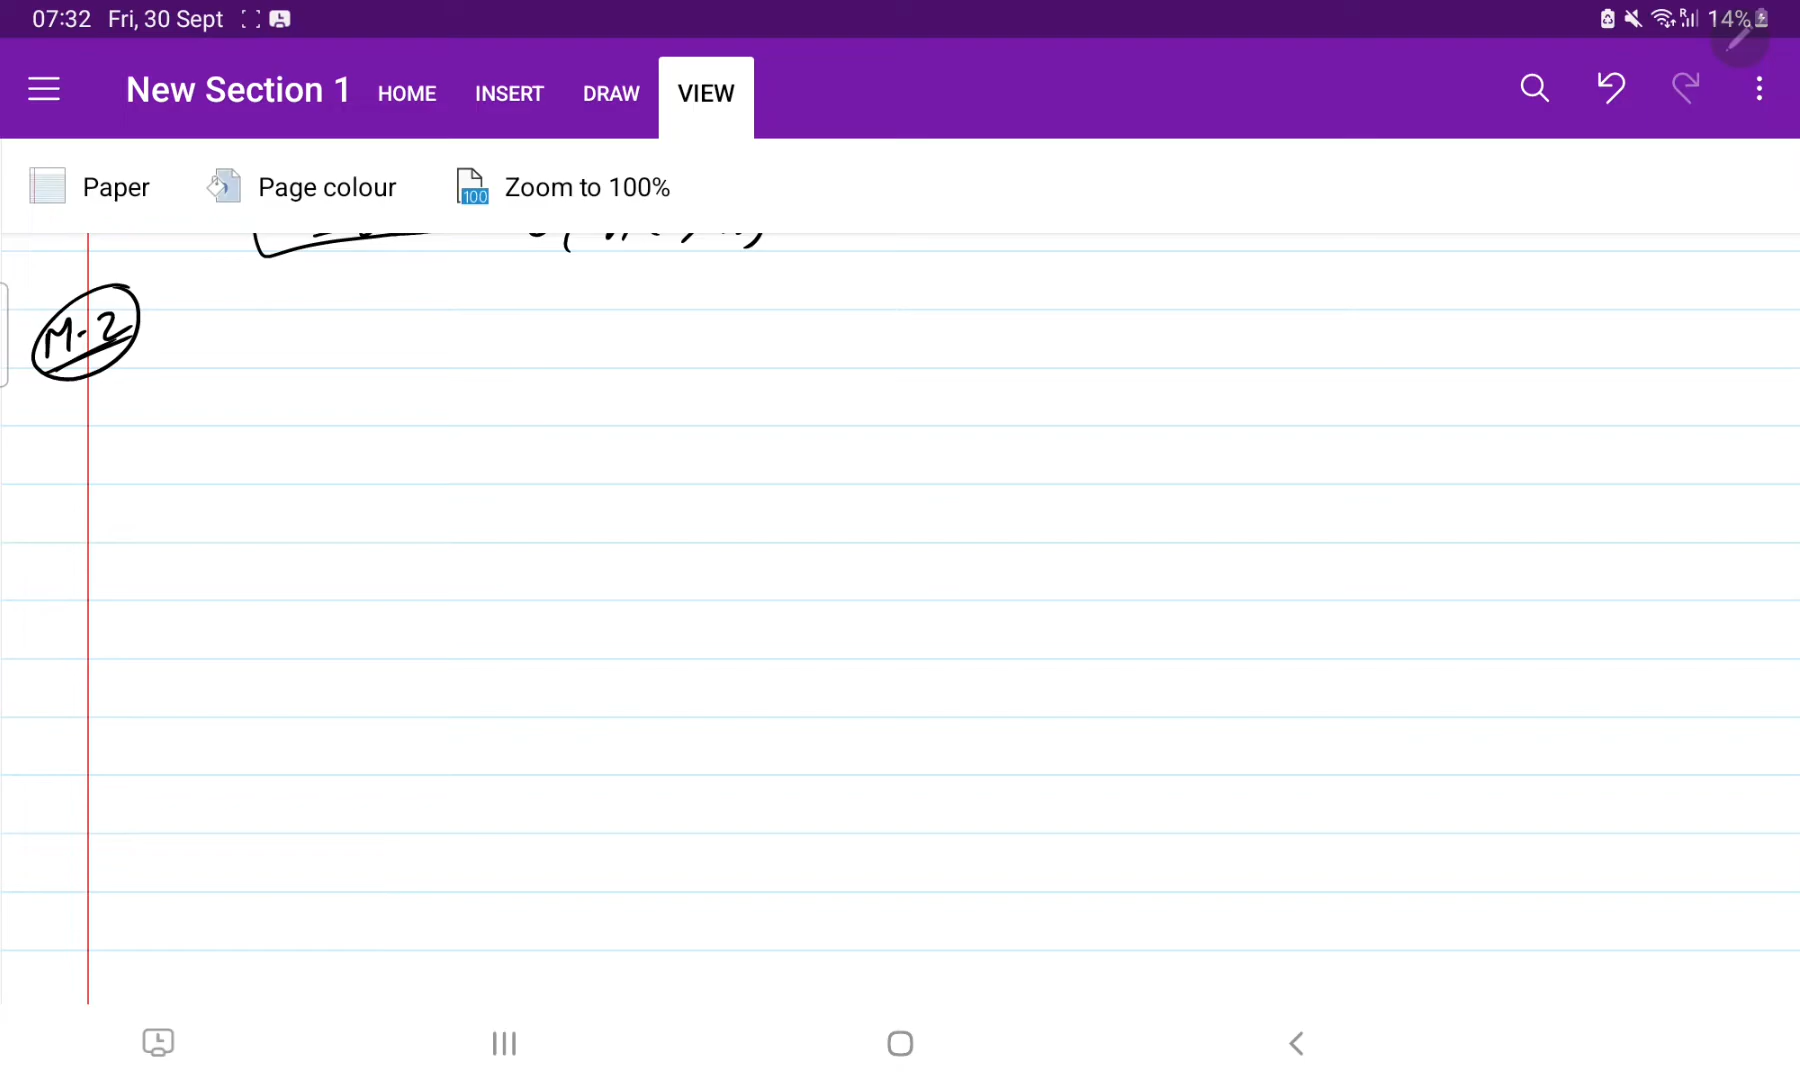 07:32 Fri, 30 Sept 14%
New Section 1 HOME INSERT DRAW VIEW
Paper Page colour 100 Zoom to 100%
M-2